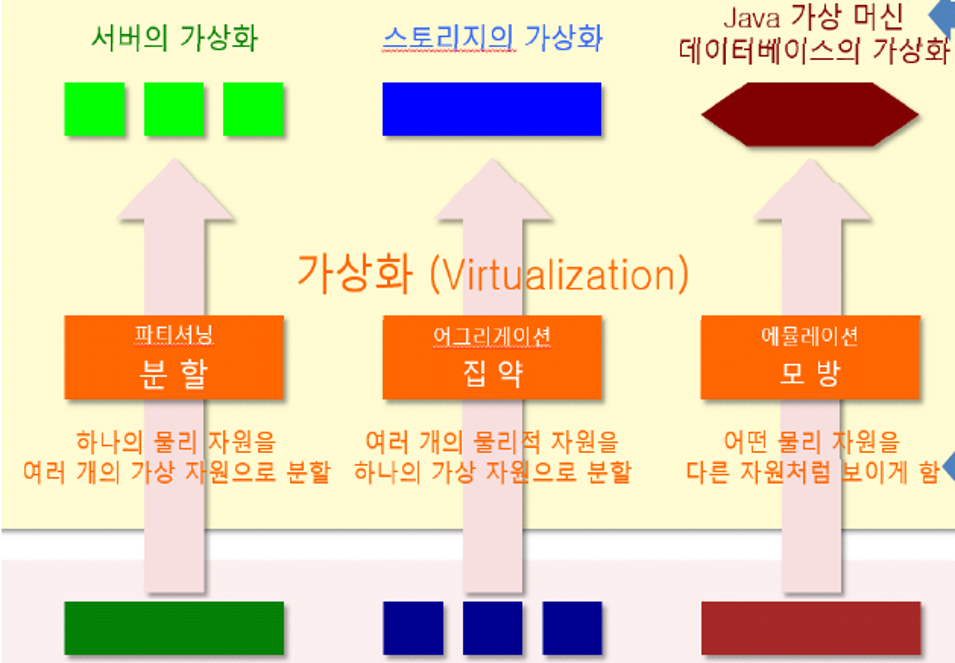 서버의 가상화
스토리지의 가상화
Java 가상 머신
데이터베이스의 가상화
가상화 (Virtualization)
파티셔닝
분 할
어그리게이션
집 약
에뮬레이션
모 방
하나의 물리 자원을
여러 개의 가상 자원으로 분할
여러 개의 물리적 자원을
하나의 가상 자원으로 분할
어떤 물리 자원을
다른 자원처럼 보이게 함